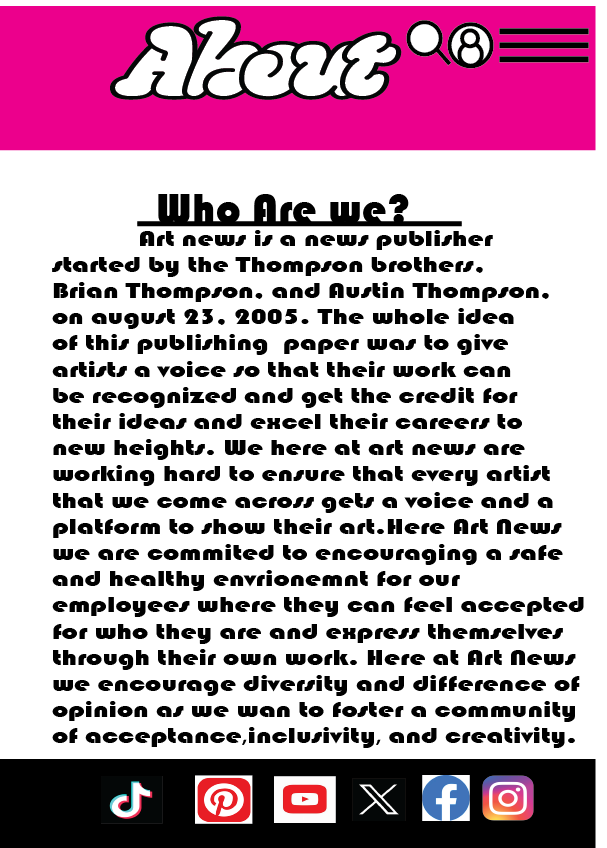 About
Who Are we?
Art news is a news publisher
started by the Thompson brothers,
Brian Thompson, and Austin Thompson,
on august 23, 2005. The whole idea
of this publishing  paper was to give
artists a voice so that their work can
be recognized and get the credit for
their ideas and excel their careers to
new heights. We here at art news are
working hard to ensure that every artist
that we come across gets a voice and a
platform to show their art.Here Art News
we are commited to encouraging a safe
and healthy envrionemnt for our
employees where they can feel accepted
for who they are and express themselves
through their own work. Here at Art News
we encourage diversity and difference of
opinion as we wan to foster a community
of acceptance,inclusivity, and creativity.